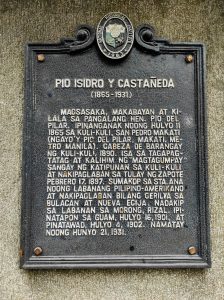 PIO ISIDRO Y CASTAÑEDA
(1865-1931)
MAGSASAKA, MAKABAYAN AT KI-
LALA SA PANGALANG HEN. PIO DEL
PILAR. IPINANGANAK NOONG HULYO 11
1865 SA KULI-KULI, SAN PEDRO MAKATI
(NGAYO'Y PIO DEL PILAR, MAKATI, ME-
TRO MANILA). CABEZA DE BARANGAY
NG KULI-KULI, 1890. ISA SA TAGAPAG-
TATAG AT KALIHIM NG MAGTAGUMPAY
SANGAY NG KATIPUNAN SA KULI-KULI
AT NAKIPAGLABAN SA TULAY NG ZAPOTE
PEBRERO 17, 1897. SUMAKOP SA STA. ANA
NOONG LABANANG PILIPINO-AMERIKANO
AT NAKIPAGLABAN BILANG GERILYA SA
BULACAN AT NUEVA ECIJA. NADAKIP
SA LABANAN SA MORONG, RIZAL, IPI-
NATAPON SA GUAM, HULYO 16, 1901 AT
PINATAWAD, HULYO 4, 1902. NAMATAY
NOONG HUNYO 21, 1931.